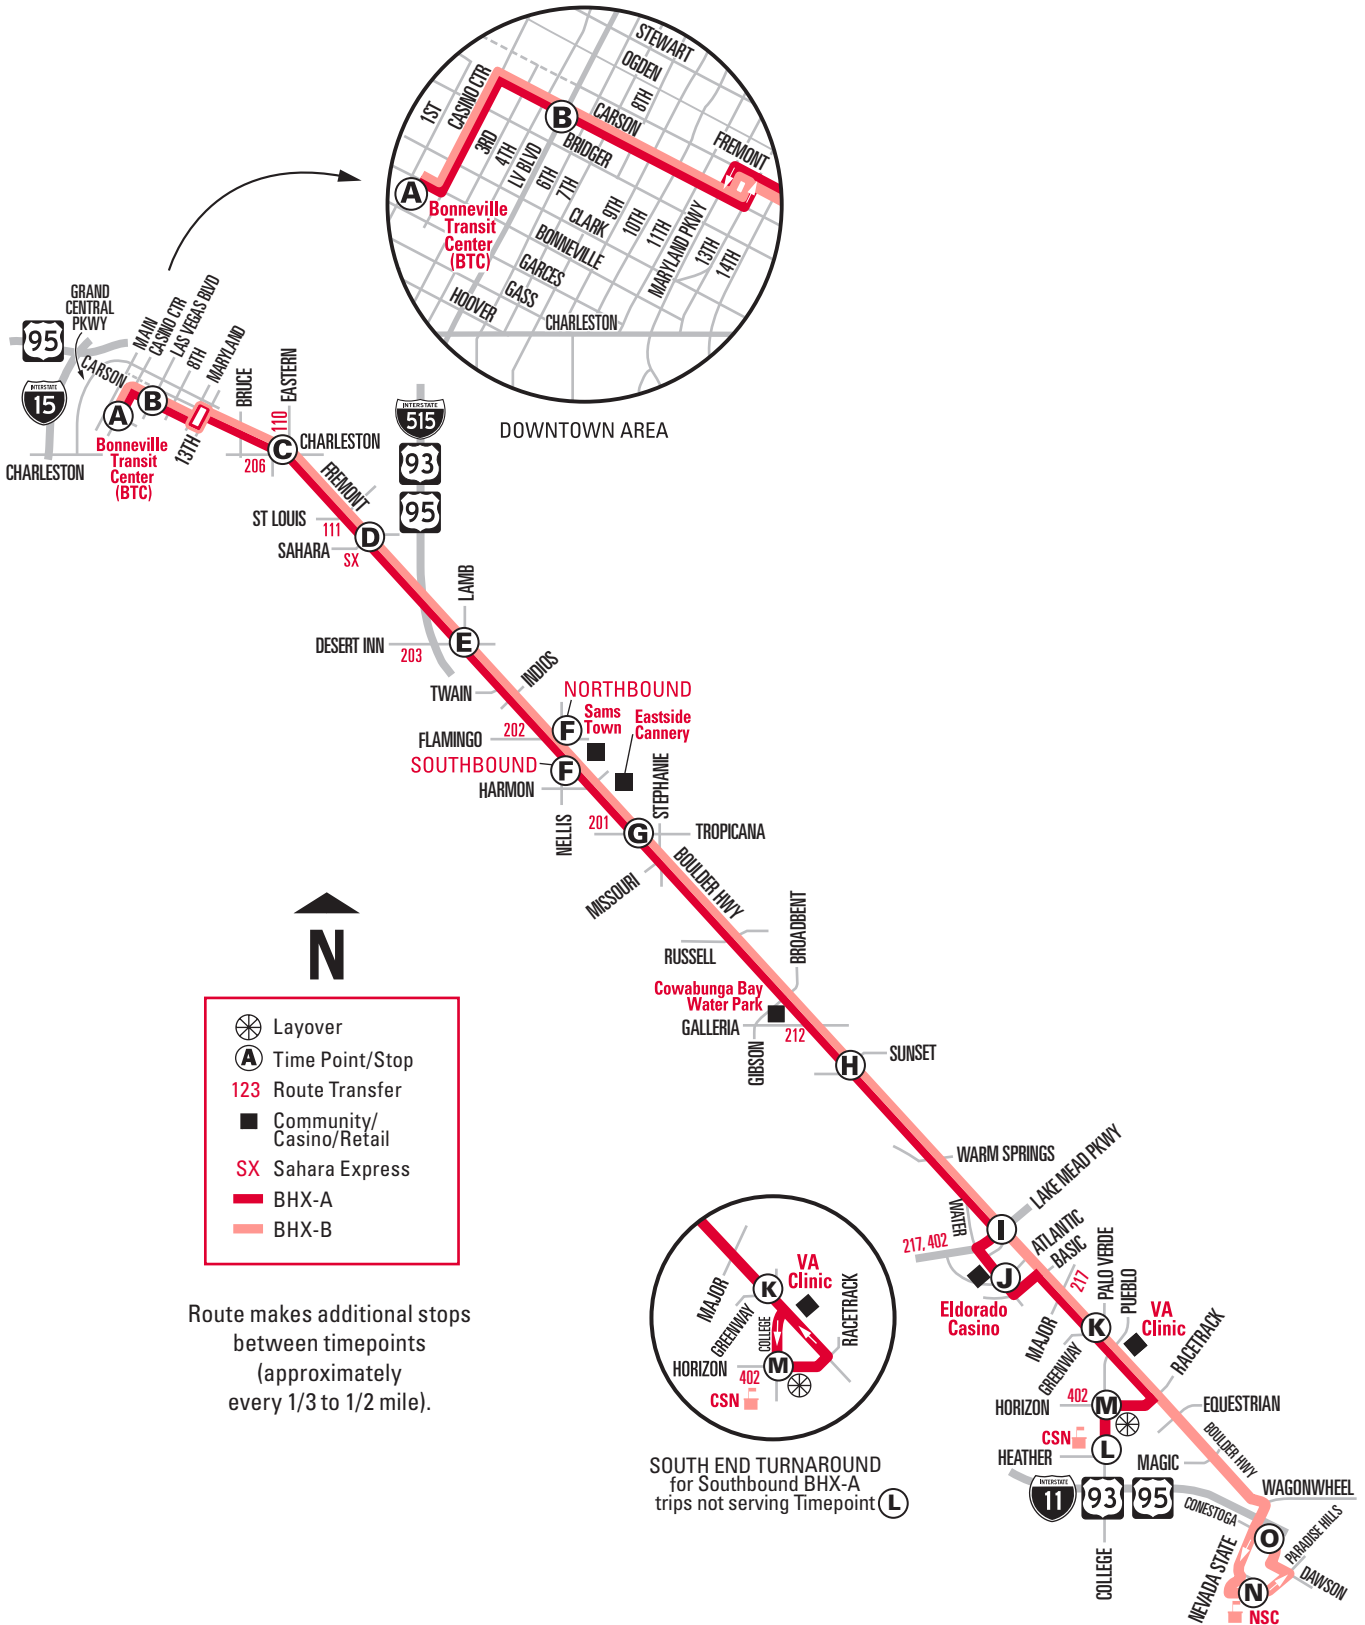 STEWART
OGDEN
8TH
CARSON
FREMONT
1ST
CASINO CTR
3RD
4TH
LV BLVD
B
BRIDGER
6TH
7TH
CLARK
9TH
10TH
11TH
MARYLAND PKWY
13TH
14TH
A
Bonneville
Transit
Center
(BTC)
BONNEVILLE
GARCES
GASS
HOOVER
CHARLESTON
DOWNTOWN AREA
GRAND
CENTRAL
PKWY
95
INTERSTATE
15
CARSON
MAIN
CASINO CTR
LAS VEGAS BLVD
8TH
MARYLAND
A
B
Bonneville
Transit
Center
(BTC)
CHARLESTON
13TH
BRUCE
110
EASTERN
206
C
CHARLESTON
FREMONT
INTERSTATE
515
93
95
ST LOUIS
111
D
SAHARA
SX
LAMB
DESERT INN
203
E
TWAIN
INDIOS
NORTHBOUND
F
Sams
Town
Eastside
Cannery
FLAMINGO
202
SOUTHBOUND
F
HARMON
NELLIS
STEPHANIE
201
G
TROPICANA
MISSOURI
BOULDER HWY
RUSSELL
BROADBENT
Cowabunga Bay
Water Park
GALLERIA
212
GIBSON
H
SUNSET
WARM SPRINGS
N
Layover
A Time Point/Stop
123 Route Transfer
Community/
Casino/Retail
SX Sahara Express
BHX-A
BHX-B
Route makes additional stops
between timepoints
(approximately
every 1/3 to 1/2 mile).
WATER
I
LAKE MEAD PKWY
217, 402
J
ATLANTIC
BASIC
Eldorado
Casino
217
PALO VERDE
PUEBLO
MAJOR
K
GREENWAY
VA
Clinic
RACETRACK
HORIZON
402
M
EQUESTRIAN
CSN
L
HEATHER
MAGIC
BOULDER HWY
INTERSTATE
11
93
95
COLLEGE
WAGONWHEEL
CONESTOGA
O
PARADISE HILLS
DAWSON
NEVADA STATE
N
NSC
MAJOR
K
VA
Clinic
GREENWAY
COLLEGE
RACETRACK
HORIZON
402
M
CSN
SOUTH END TURNAROUND
for Southbound BHX-A
trips not serving Timepoint L